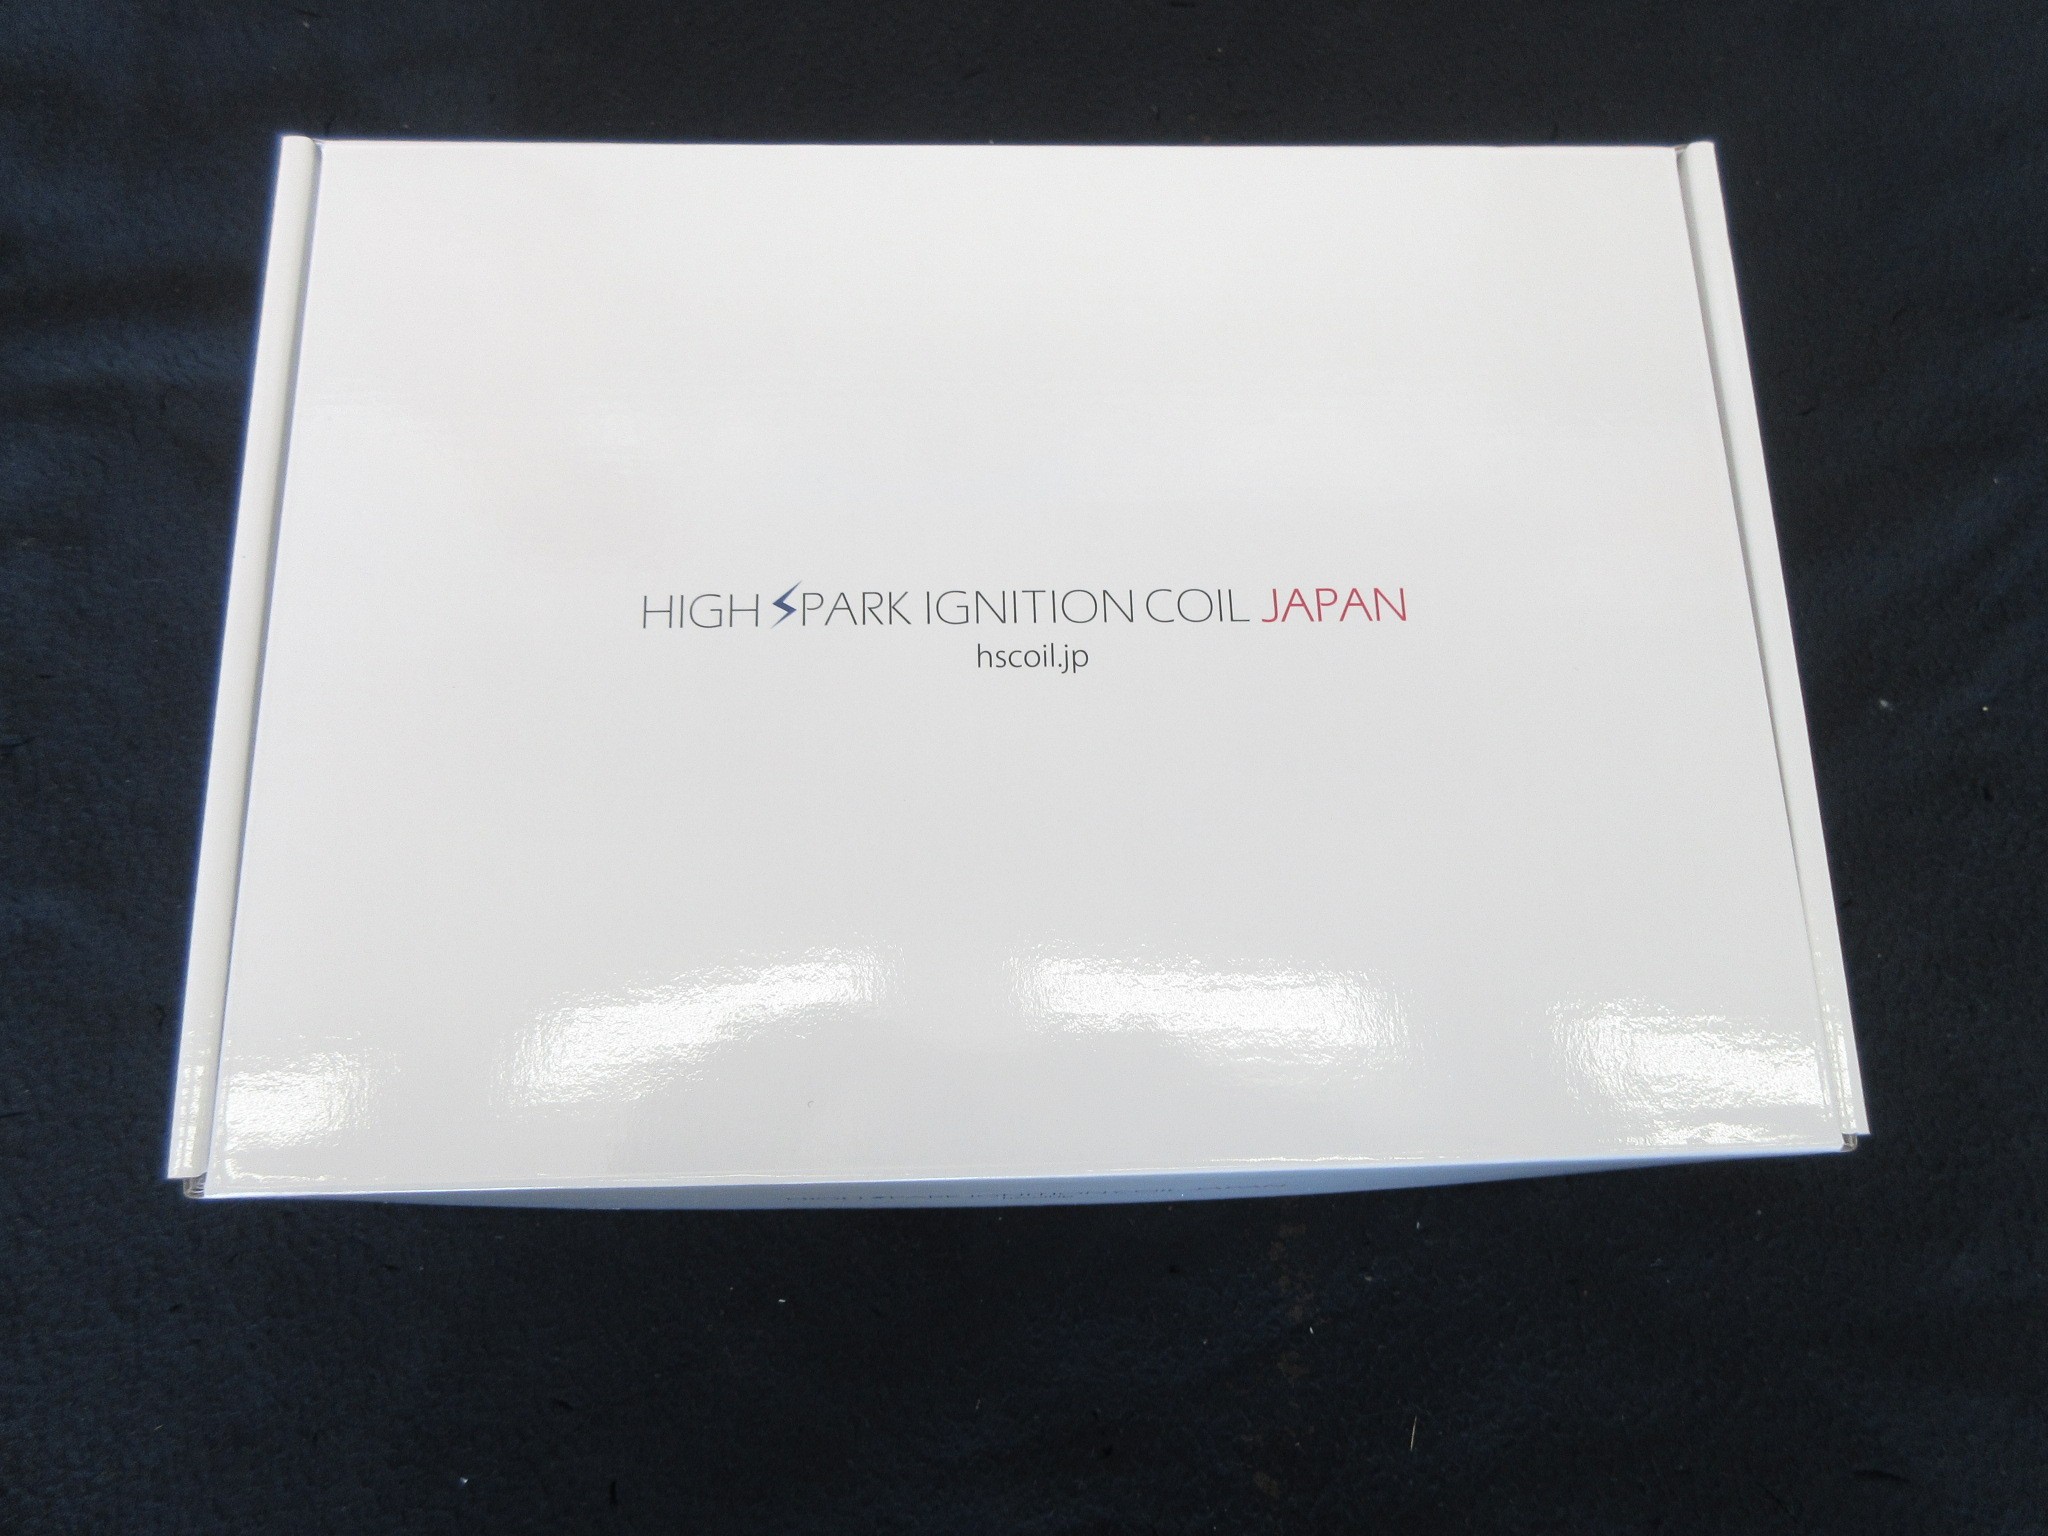 HIGH SPARK IGNITION COIL JAPAN
hscoil.jp